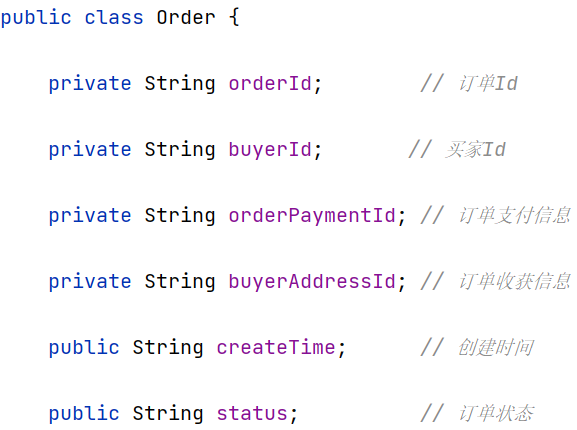 public class Order {
private String orderId; // 订单Id
private String buyerId; // 买家Id
private String orderPaymentId; // 订单支付信息
private String buyerAddressId; // 订单收获信息
public String createTime; // 创建时间
public String status; // 订单状态